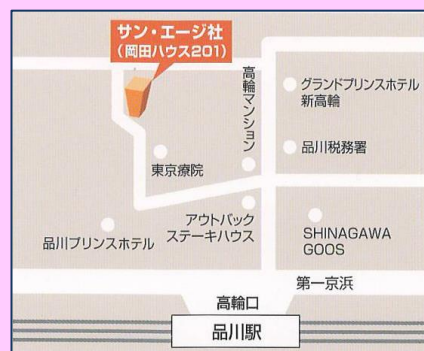 サン・エージ社
(岡田ハウス201)
高輪マンション
グランドプリンスホテル
新高輪
品川税務署
東京療院
アウトバック
ステーキハウス
品川プリンスホテル
SHINAGAWA
GOOS
第一京浜
高輪口
品川駅